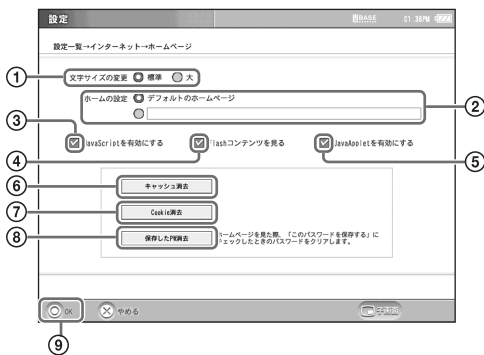 設定
BASE 01:38PM
設定一覧→インターネット→ホームページ
① 文字サイズの変更 標準 大
ホームの設定 デフォルトのホームページ ②
③ JavaScriptを有効にする
④ Flashコンテンツを見る
JavaAppletを有効にする ⑤
⑥ キャッシュ消去
⑦ Cookie消去
⑧ 保存したPW消去 ホームページを見た際、「このパスワードを保存する」に
チェックしたときのパスワードをクリアします。
OK やめる 子画面
⑨